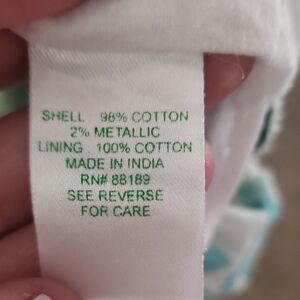 SHELL 98% COTTON
2% METALLIC
LINING 100% COTTON
MADE IN INDIA
RN# 88189
SEE REVERSE
FOR CARE